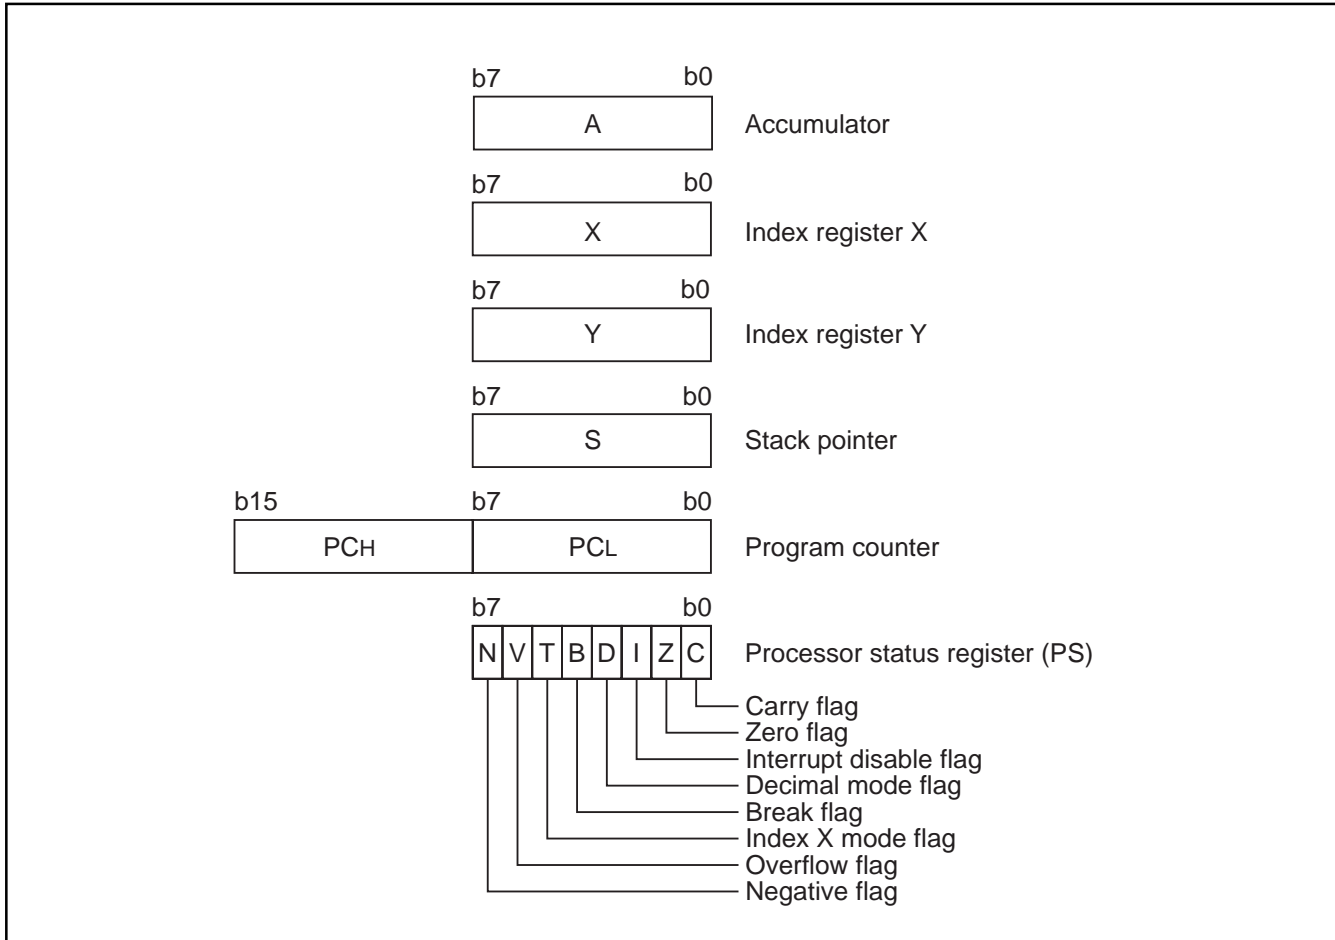 b7 b0
A Accumulator
b7 b0
X Index register X
b7 b0
Y Index register Y
b7 b0
S Stack pointer
b15 b7 b0
PCH PCL Program counter
b7 b0
N V T B D I Z C Processor status register (PS)
Carry flag
Zero flag
Interrupt disable flag
Decimal mode flag
Break flag
Index X mode flag
Overflow flag
Negative flag